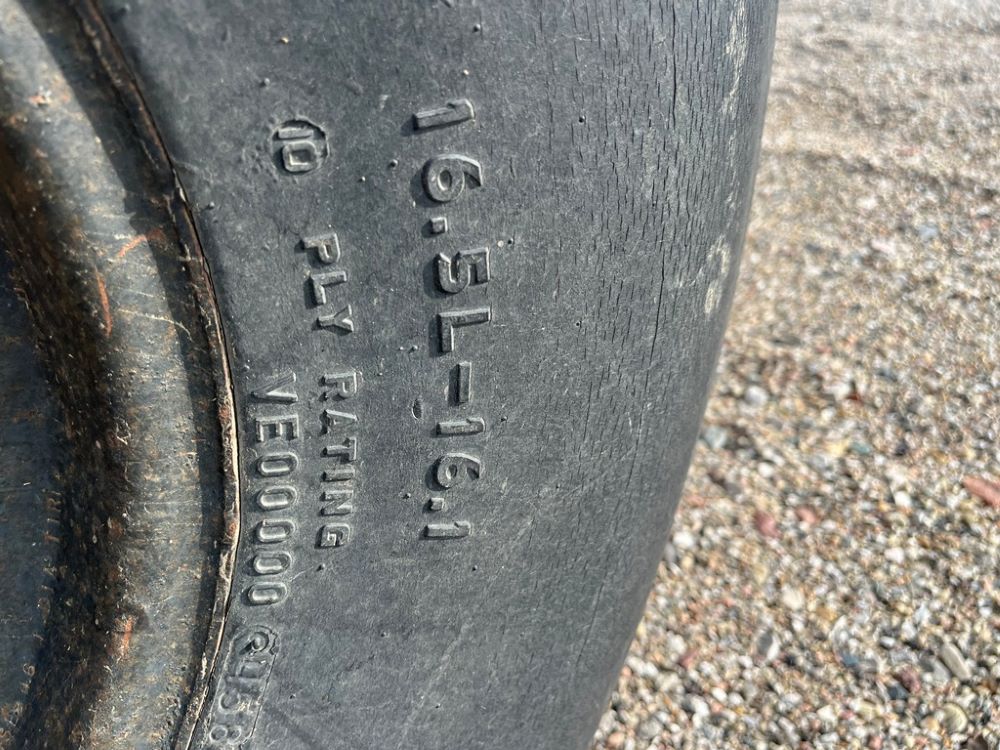 16.5L-16.1
10 PLY RATING
VE00000